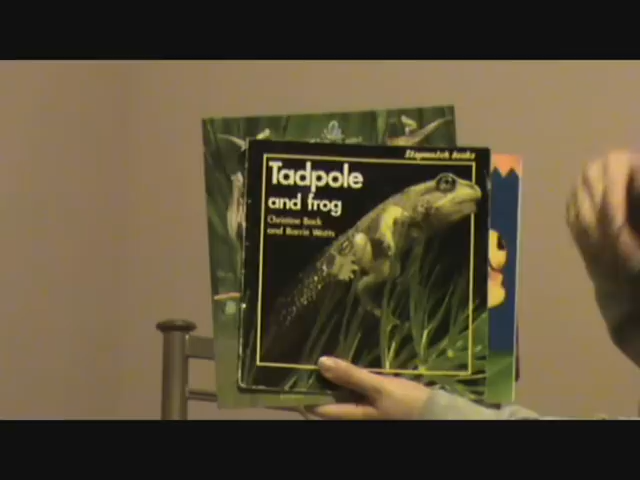 Stopwatch books
Tadpole
and frog
Christine Back
and Barrie Watts